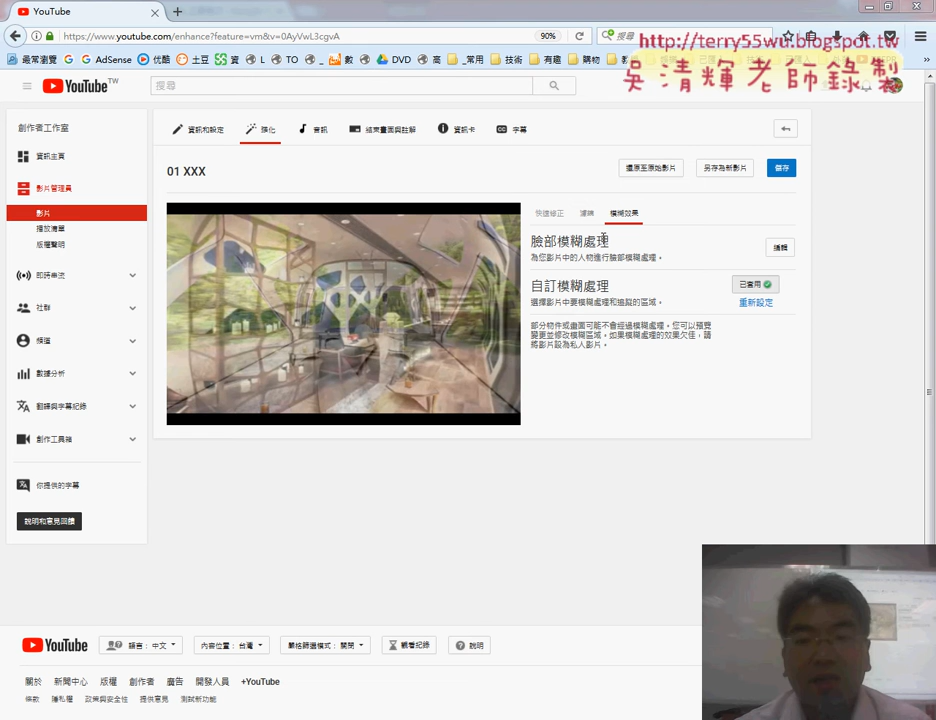 YouTube
https://www.youtube.com/enhance?feature=vm&v=0AyVwL3cgvA
90%
搜尋
http://terry55wu.blogspot.tw
吳清輝老師錄製
最常瀏覽
AdSense
優酷
土豆
資
L
TO
數
高
DVD
_常用
技術
有趣
購物
YouTube TW
搜尋
創作者工作室
資訊主頁
影片管理員
影片
播放清單
版權聲明
即時串流
社群
頻道
數據分析
翻譯與字幕記錄
創作工具箱
你提供的字幕
說明和意見回饋
資訊和設定
強化
音訊
結束畫面與註解
資訊卡
字幕
01 XXX
還原至原始影片
另存為新影片
儲存
快速修正
濾鏡
模糊效果
臉部模糊處理
為您影片中的人物進行臉部模糊處理。
編輯
自訂模糊處理
選擇影片中要模糊處理和追蹤的區域。
已套用
重新設定
部分物件或畫面可能不會經過模糊處理。您可以預覽
變更並修改模糊區域。如果模糊處理的效果欠佳，請
將影片設為私人影片。
YouTube
語言：中文
內容位置：台灣
嚴格篩選模式：關閉
觀看記錄
說明
關於
新聞中心
版權
創作者
廣告
開發人員
+YouTube
條款
隱私權
政策與安全性
提供意見
測試新功能